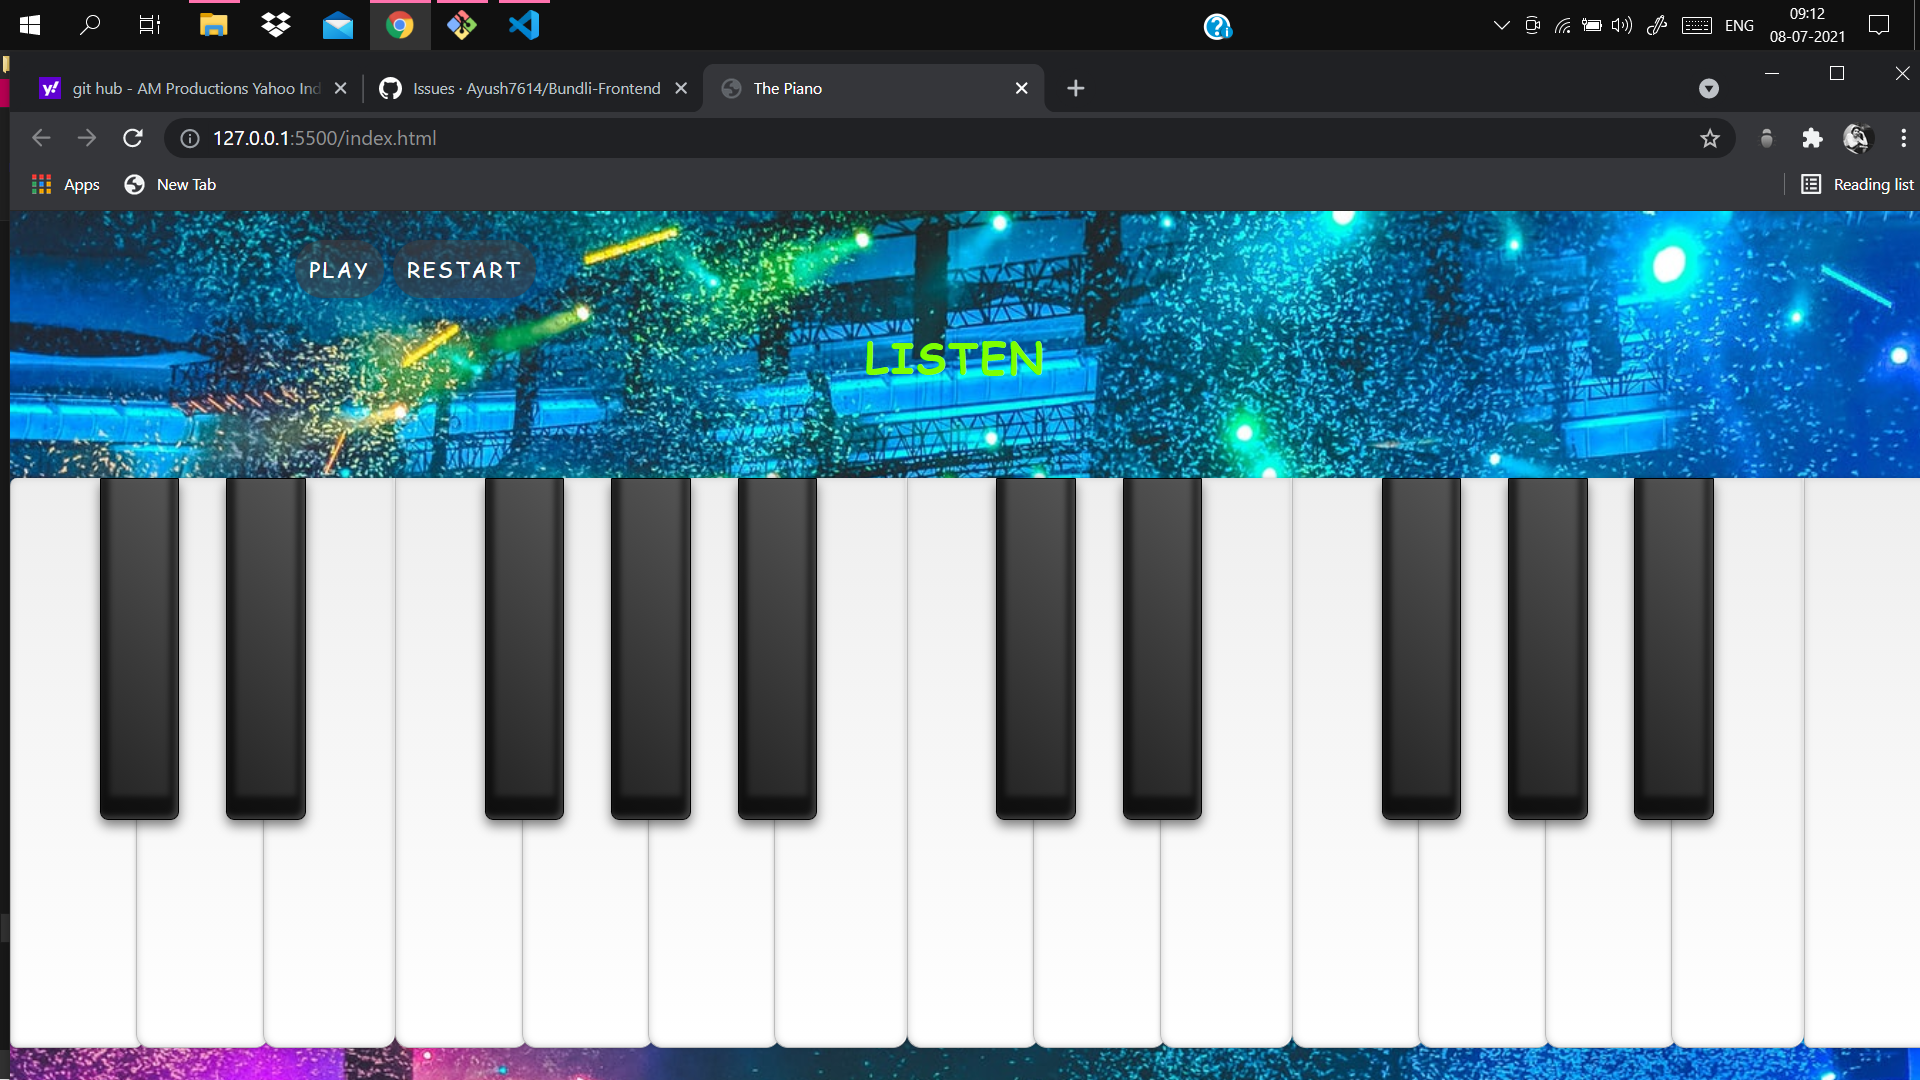 ENG
09:12
08-07-2021
git hub - AM Productions Yahoo Ind
Issues · Ayush7614/Bundli-Frontend
The Piano
127.0.0.1:5500/index.html
Apps
New Tab
Reading list
PLAY
RESTART
LISTEN